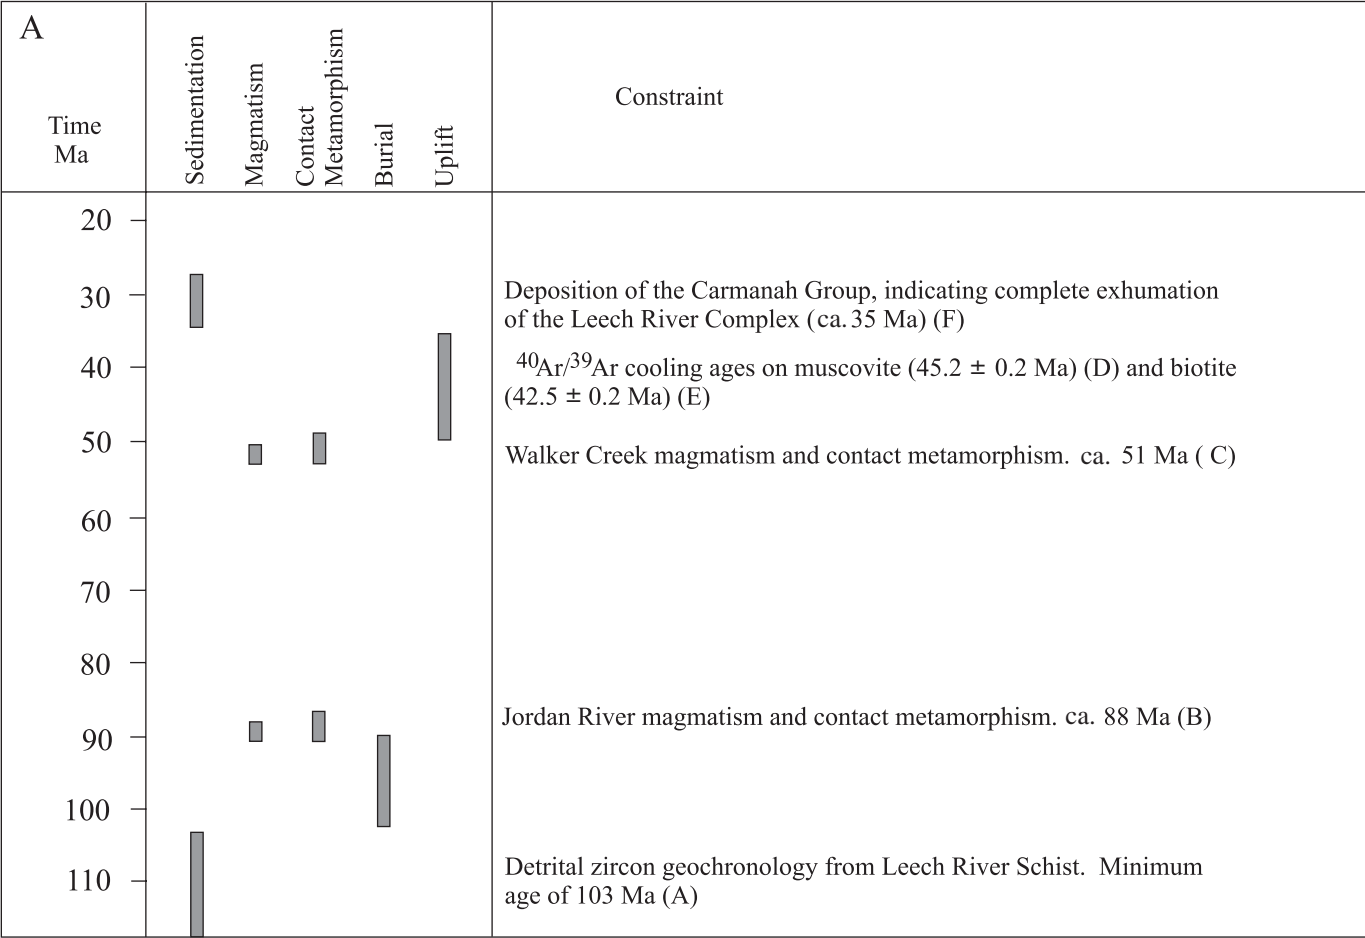 A
Time
Ma
Sedimentation
Magmatism
Contact
Metamorphism
Burial
Uplift
Constraint
20
30
40
50
60
70
80
90
100
110
Deposition of the Carmanah Group, indicating complete exhumation
of the Leech River Complex (ca. 35 Ma) (F)
⁴⁰Ar/³⁹Ar cooling ages on muscovite (45.2 ± 0.2 Ma) (D) and biotite
(42.5 ± 0.2 Ma) (E)
Walker Creek magmatism and contact metamorphism. ca. 51 Ma ( C)
Jordan River magmatism and contact metamorphism. ca. 88 Ma (B)
Detrital zircon geochronology from Leech River Schist. Minimum
age of 103 Ma (A)